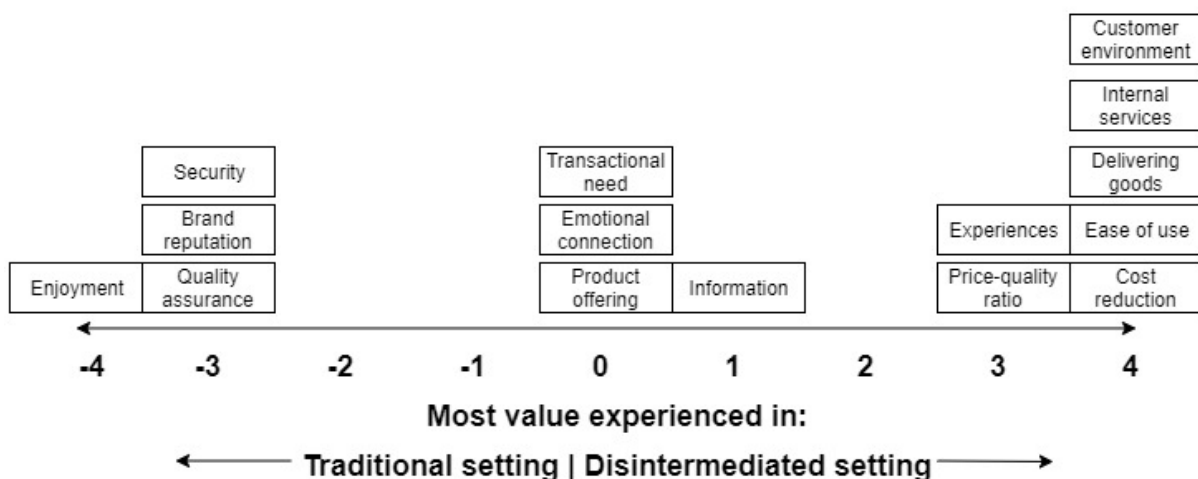 Customer
environment
Internal
services
Security
Transactional
need
Delivering
goods
Brand
reputation
Emotional
connection
Experiences
Ease of use
Enjoyment
Quality
assurance
Product
offering
Information
Price-quality
ratio
Cost
reduction
-4 -3 -2 -1 0 1 2 3 4
Most value experienced in:
Traditional setting | Disintermediated setting